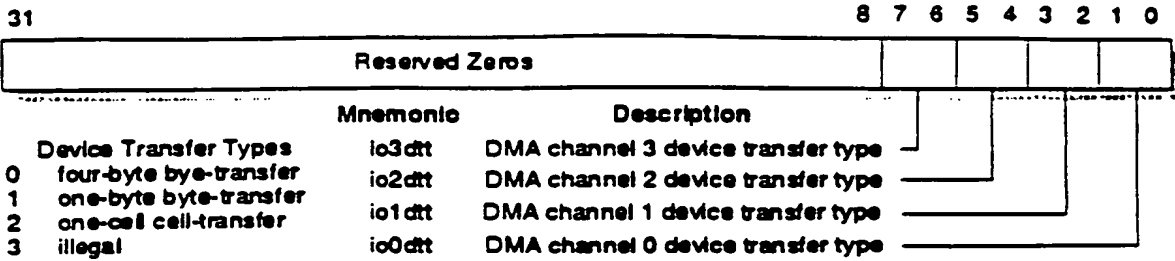 31 8 7 6 5 4 3 2 1 0
Reserved Zeros
Mnemonic Description
Device Transfer Types io3dtt DMA channel 3 device transfer type
0 four-byte bye-transfer io2dtt DMA channel 2 device transfer type
1 one-byte byte-transfer
2 one-cell cell-transfer io1dtt DMA channel 1 device transfer type
3 illegal io0dtt DMA channel 0 device transfer type